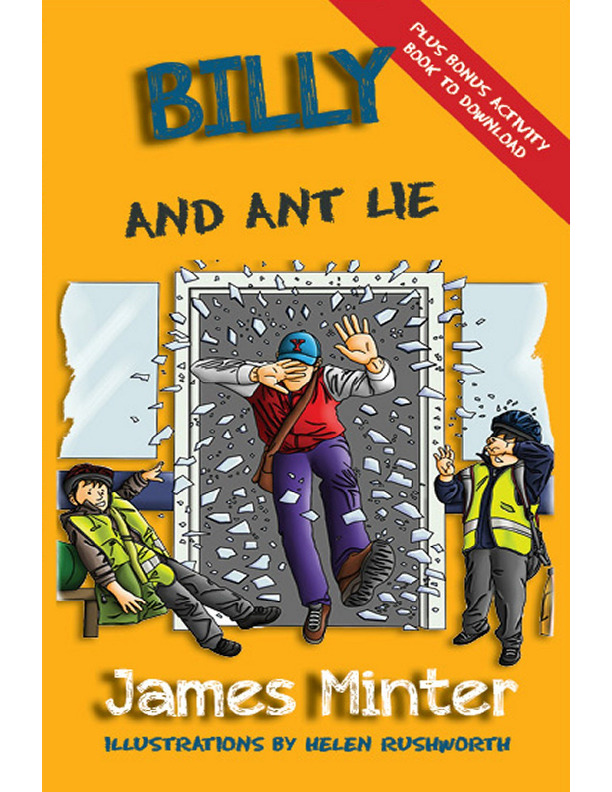 BILLY
PLUS BONUS ACTIVITY
BOOK TO DOWNLOAD
AND ANT LIE
James Minter
ILLUSTRATIONS BY HELEN RUSHWORTH